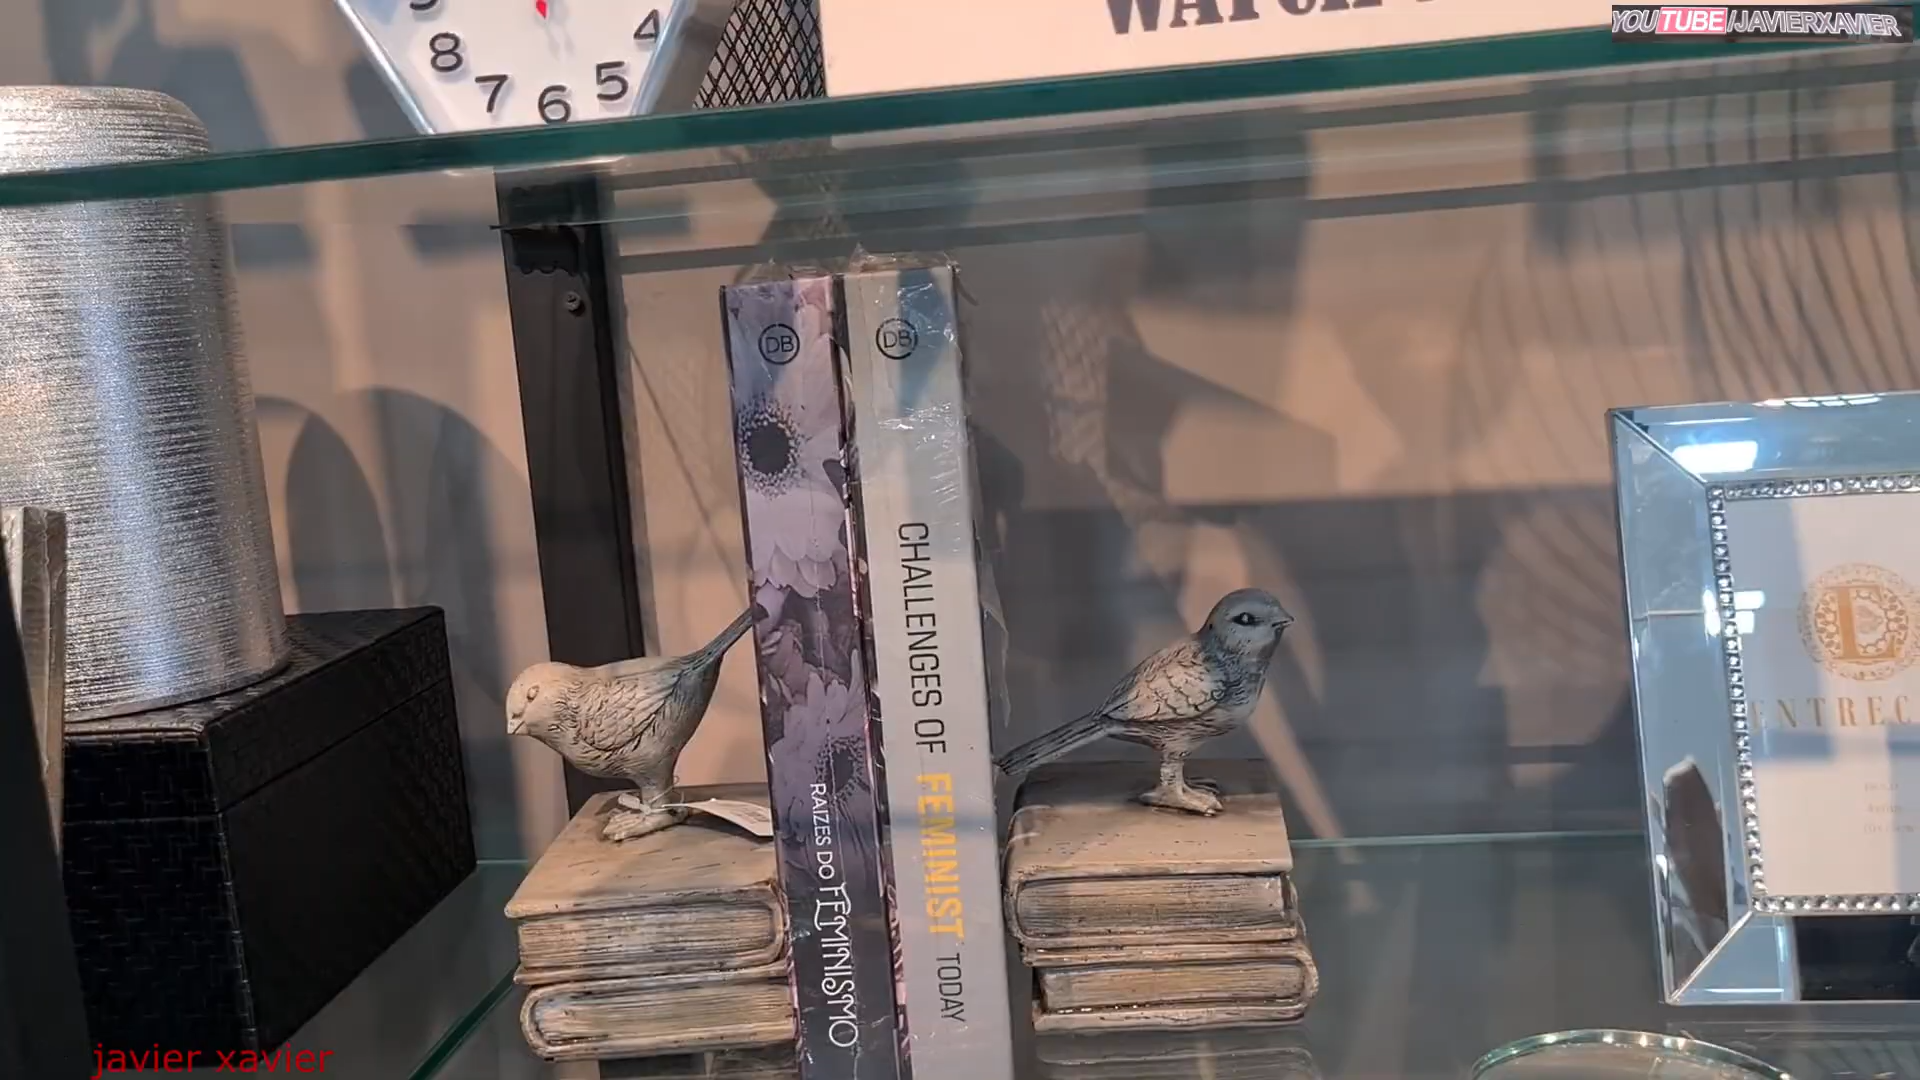 YOUTUBE/JAVIERXAVIER
8
7
6
5
4
DB
RAIZES DO FEMINISMO
DB
CHALLENGES OF FEMINIST TODAY
javier xavier